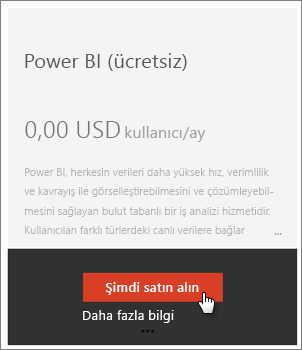 Power BI (ücretsiz)
0,00 USD kullanıcı/ay
Power BI, herkesin verileri daha yüksek hız, verimlilik
ve kavrayış ile görselleştirebilmesini ve çözümleyebil-
mesini sağlayan bulut tabanlı bir iş analizi hizmetidir.
Kullanıcıları farklı türlerdeki canlı verilere bağlar ...
Şimdi satın alın
Daha fazla bilgi
...